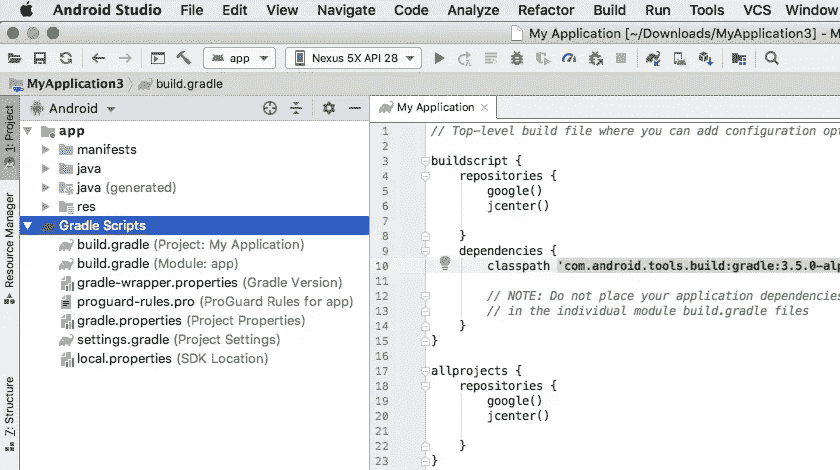 Android Studio File Edit View Navigate Code Analyze Refactor Build Run Tools VCS Window
My Application [~/Downloads/MyApplication3] - M
app Nexus 5X API 28
MyApplication3 build.gradle
1: Project
Resource Manager
7: Structure
Android
app
manifests
java
java (generated)
res
Gradle Scripts
build.gradle (Project: My Application)
build.gradle (Module: app)
gradle-wrapper.properties (Gradle Version)
proguard-rules.pro (ProGuard Rules for app)
gradle.properties (Project Properties)
settings.gradle (Project Settings)
local.properties (SDK Location)
My Application
1 // Top-level build file where you can add configuration opt
2
3 buildscript {
4 repositories {
5 google()
6 jcenter()
7
8 }
9 dependencies {
10 classpath 'com.android.tools.build:gradle:3.5.0-alp
11
12 // NOTE: Do not place your application dependencies
13 // in the individual module build.gradle files
14 }
15 }
16
17 allprojects {
18 repositories {
19 google()
20 jcenter()
21
22 }
23 }